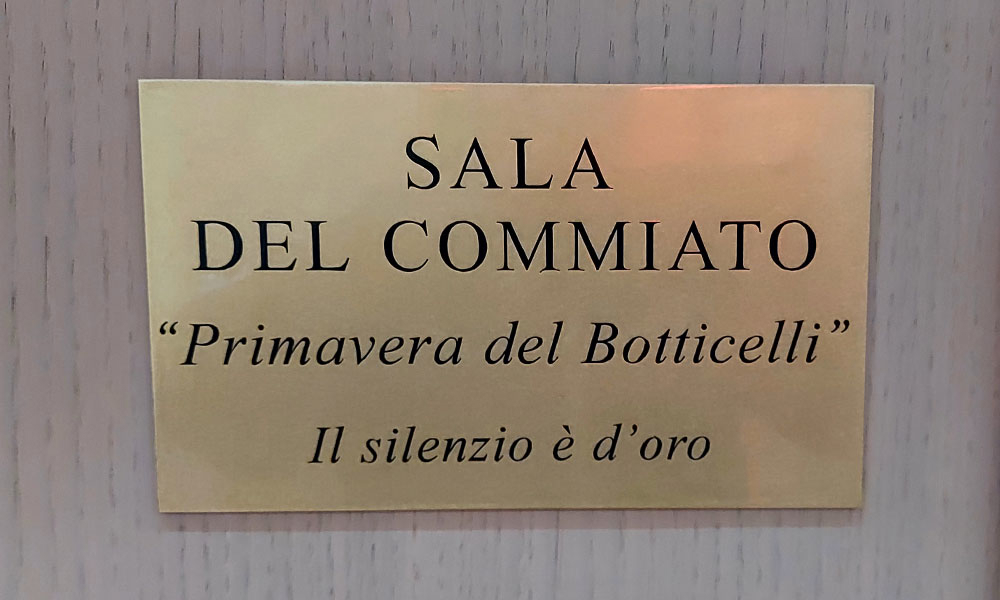 SALA
DEL COMMIATO
“Primavera del Botticelli”
Il silenzio è d’oro